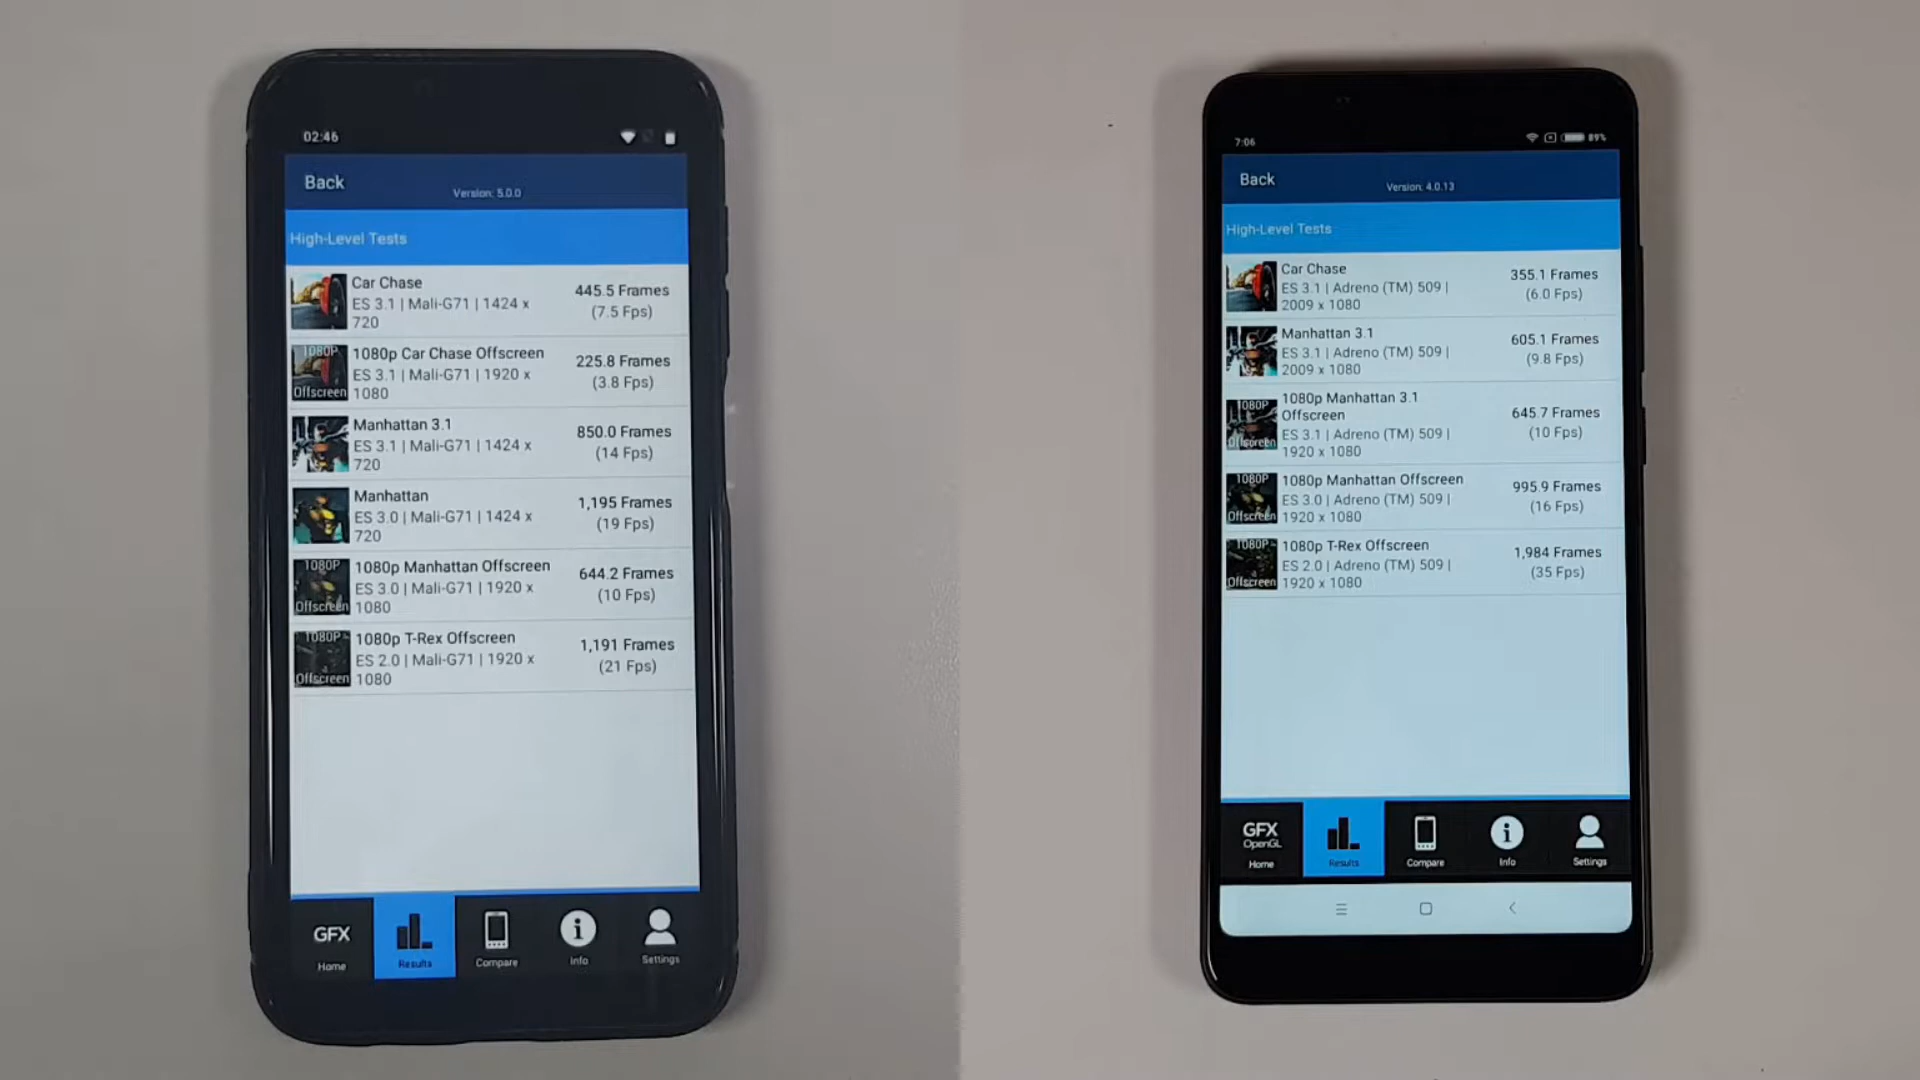 02:46
Back
Version: 5.0.0
High-Level Tests
Car Chase
ES 3.1 | Mali-G71 | 1424 x
720
445.5 Frames
(7.5 Fps)
1080P
Offscreen
1080p Car Chase Offscreen
ES 3.1 | Mali-G71 | 1920 x
1080
225.8 Frames
(3.8 Fps)
Manhattan 3.1
ES 3.1 | Mali-G71 | 1424 x
720
850.0 Frames
(14 Fps)
Manhattan
ES 3.0 | Mali-G71 | 1424 x
720
1,195 Frames
(19 Fps)
1080P
Offscreen
1080p Manhattan Offscreen
ES 3.0 | Mali-G71 | 1920 x
1080
644.2 Frames
(10 Fps)
1080P
Offscreen
1080p T-Rex Offscreen
ES 2.0 | Mali-G71 | 1920 x
1080
1,191 Frames
(21 Fps)
GFX
Home
Results
Compare
Info
Settings
7:06
89%
Back
Version: 4.0.13
High-Level Tests
Car Chase
ES 3.1 | Adreno (TM) 509 |
2009 x 1080
355.1 Frames
(6.0 Fps)
Manhattan 3.1
ES 3.1 | Adreno (TM) 509 |
2009 x 1080
605.1 Frames
(9.8 Fps)
1080P
Offscreen
1080p Manhattan 3.1
Offscreen
ES 3.1 | Adreno (TM) 509 |
1920 x 1080
645.7 Frames
(10 Fps)
1080P
Offscreen
1080p Manhattan Offscreen
ES 3.0 | Adreno (TM) 509 |
1920 x 1080
995.9 Frames
(16 Fps)
1080P
Offscreen
1080p T-Rex Offscreen
ES 2.0 | Adreno (TM) 509 |
1920 x 1080
1,984 Frames
(35 Fps)
GFX
OpenGL
Home
Results
Compare
Info
Settings